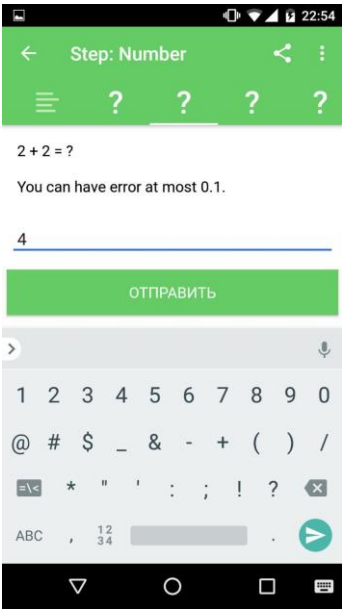 22:54
Step: Number
? ? ? ?
2 + 2 = ?
You can have error at most 0.1.
4
ОТПРАВИТЬ
>
1 2 3 4 5 6 7 8 9 0
@ # $ _ & - + ( ) /
=\< * " ' : ; ! ?
ABC , 12 .
34